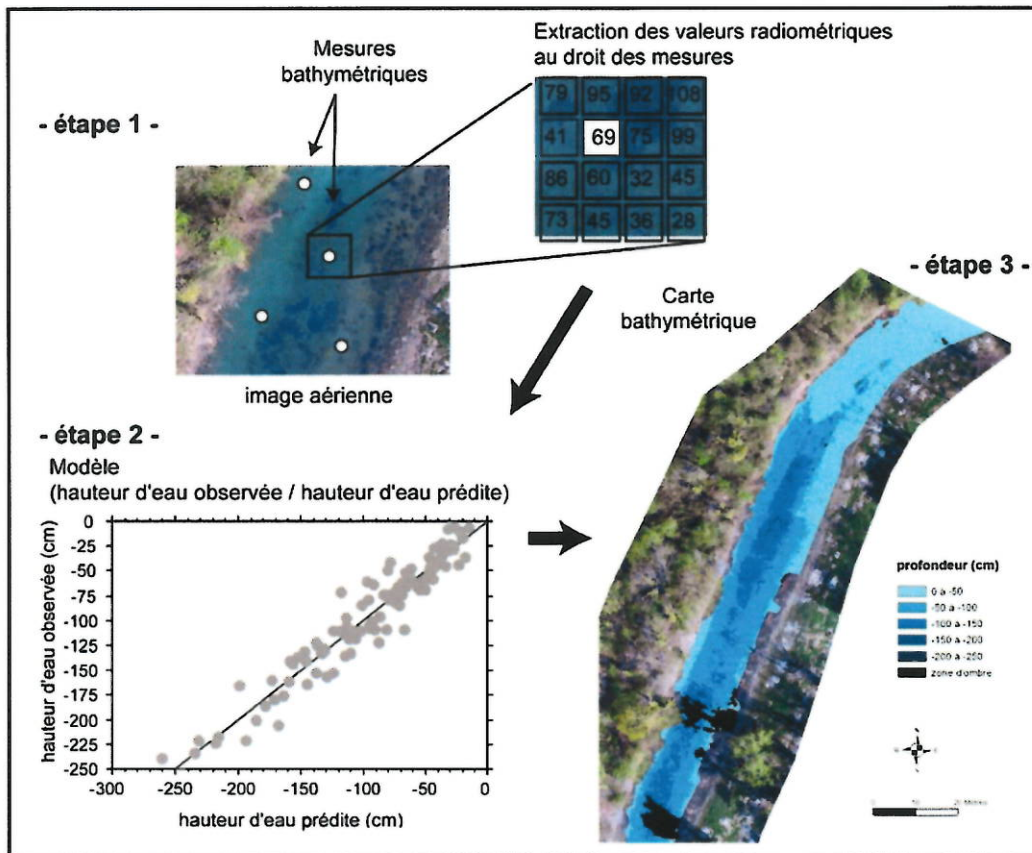 Extraction des valeurs radiométriques
au droit des mesures
Mesures
bathymétriques
- étape 1 -
79 95 92 108
41 69 75 99
86 60 32 45
73 45 36 28
image aérienne
- étape 3 -
Carte
bathymétrique
- étape 2 -
Modèle
(hauteur d'eau observée / hauteur d'eau prédite)
hauteur d'eau observée (cm)
0
-25
-50
-75
-100
-125
-150
-175
-200
-225
-250
-300 -250 -200 -150 -100 -50 0
hauteur d'eau prédite (cm)
profondeur (cm)
0 à -50
-50 à -100
-100 à -150
-150 à -200
-200 à -250
zone d'ombre
0 10 20 Mètres